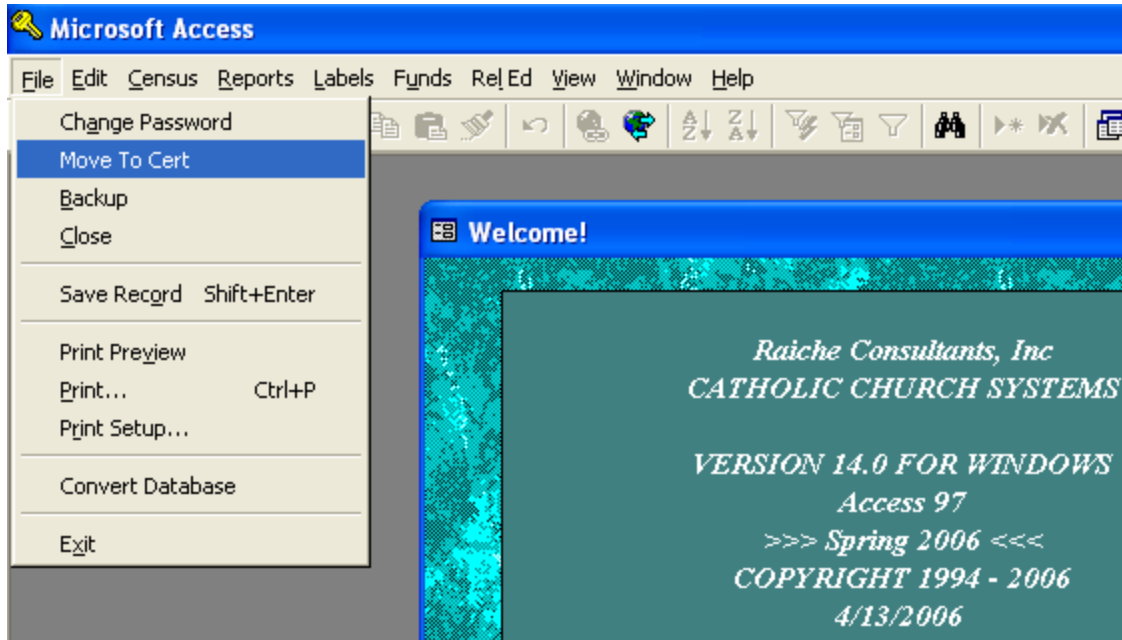 Microsoft Access
File Edit Census Reports Labels Funds Rel Ed View Window Help
Change Password
Move To Cert
Backup
Close
Save Record Shift+Enter
Print Preview
Print... Ctrl+P
Print Setup...
Convert Database
Exit
Welcome!
Raiche Consultants, Inc
CATHOLIC CHURCH SYSTEMS
VERSION 14.0 FOR WINDOWS
Access 97
>>> Spring 2006 <<<
COPYRIGHT 1994 - 2006
4/13/2006